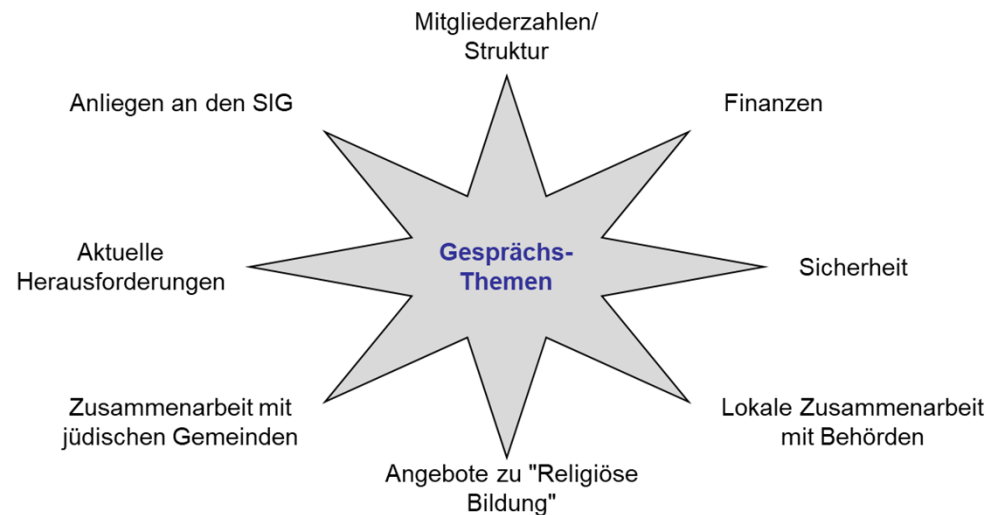 Mitgliederzahlen/
Struktur
Anliegen an den SIG
Finanzen
Aktuelle
Herausforderungen
Gesprächs-
Themen
Sicherheit
Zusammenarbeit mit
jüdischen Gemeinden
Lokale Zusammenarbeit
mit Behörden
Angebote zu "Religiöse
Bildung"